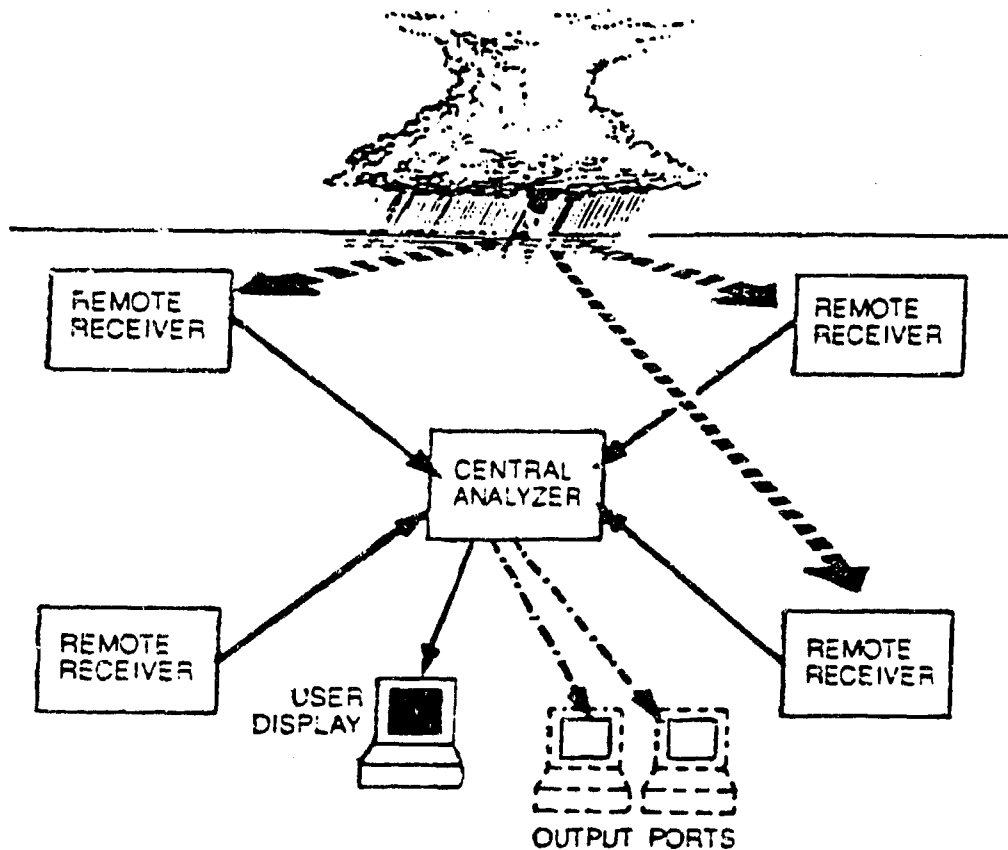 REMOTE
RECEIVER
REMOTE
RECEIVER
CENTRAL
ANALYZER
REMOTE
RECEIVER
REMOTE
RECEIVER
USER
DISPLAY
OUTPUT PORTS